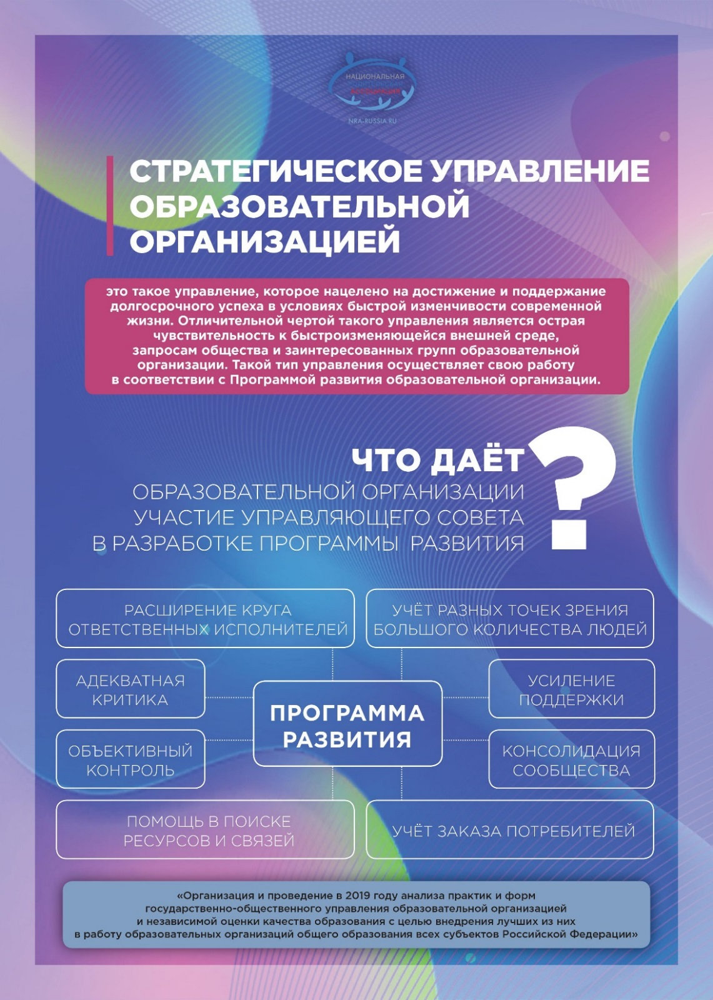 НАЦИОНАЛЬНАЯ
РОДИТЕЛЬСКАЯ
АССОЦИАЦИЯ
NRA-RUSSIA.RU
СТРАТЕГИЧЕСКОЕ УПРАВЛЕНИЕ
ОБРАЗОВАТЕЛЬНОЙ
ОРГАНИЗАЦИЕЙ
это такое управление, которое нацелено на достижение и поддержание
долгосрочного успеха в условиях быстрой изменчивости современной
жизни. Отличительной чертой такого управления является острая
чувствительность к быстроизменяющейся внешней среде,
запросам общества и заинтересованных групп образовательной
организации. Такой тип управления осуществляет свою работу
в соответствии с Программой развития образовательной организации.
ЧТО ДАЁТ
ОБРАЗОВАТЕЛЬНОЙ ОРГАНИЗАЦИИ
УЧАСТИЕ УПРАВЛЯЮЩЕГО СОВЕТА
В РАЗРАБОТКЕ ПРОГРАММЫ РАЗВИТИЯ
?
РАСШИРЕНИЕ КРУГА
ОТВЕТСТВЕННЫХ ИСПОЛНИТЕЛЕЙ
УЧЁТ РАЗНЫХ ТОЧЕК ЗРЕНИЯ
БОЛЬШОГО КОЛИЧЕСТВА ЛЮДЕЙ
АДЕКВАТНАЯ
КРИТИКА
УСИЛЕНИЕ
ПОДДЕРЖКИ
ПРОГРАММА
РАЗВИТИЯ
ОБЪЕКТИВНЫЙ
КОНТРОЛЬ
КОНСОЛИДАЦИЯ
СООБЩЕСТВА
ПОМОЩЬ В ПОИСКЕ
РЕСУРСОВ И СВЯЗЕЙ
УЧЁТ ЗАКАЗА ПОТРЕБИТЕЛЕЙ
«Организация и проведение в 2019 году анализа практик и форм
государственно-общественного управления образовательной организацией
и независимой оценки качества образования с целью внедрения лучших из них
в работу образовательных организаций общего образования всех субъектов Российской Федерации»